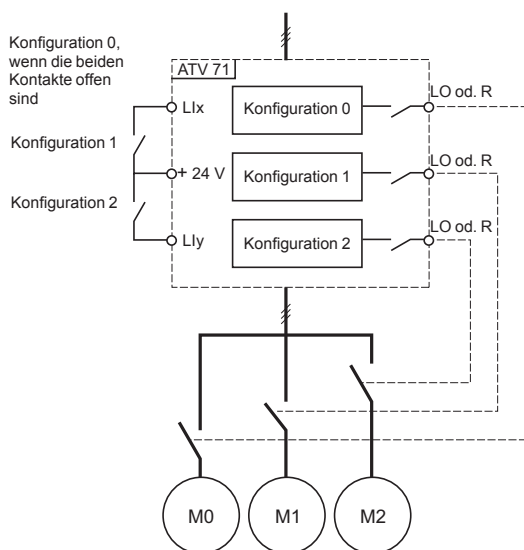 Konfiguration 0,
wenn die beiden
Kontakte offen
sind
ATV 71
LIx
Konfiguration 0
LO od. R
Konfiguration 1
+ 24 V
Konfiguration 1
LO od. R
Konfiguration 2
LIy
Konfiguration 2
LO od. R
M0
M1
M2